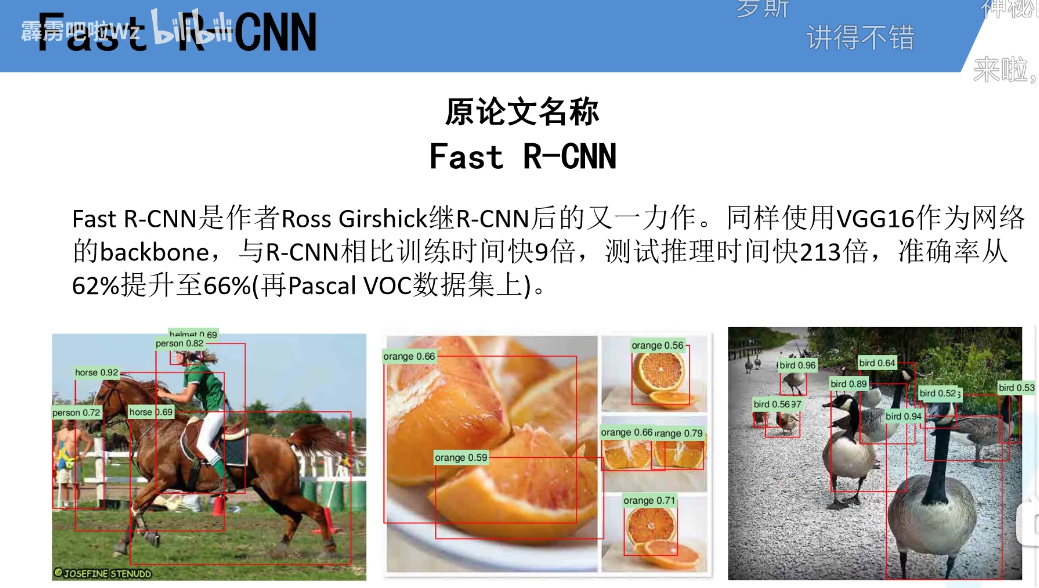 Fast R-CNN
霹雳吧啦Wz bilibili
罗斯
神秘
讲得不错
来啦,
原论文名称
Fast R-CNN
Fast R-CNN是作者Ross Girshick继R-CNN后的又一力作。同样使用VGG16作为网络
的backbone，与R-CNN相比训练时间快9倍，测试推理时间快213倍，准确率从
62%提升至66%(再Pascal VOC数据集上)。
helmet 0.69
person 0.82
horse 0.92
person 0.72
horse 0.69
JOSEFINE STENUDD
orange 0.66
orange 0.56
orange 0.66
orange 0.79
orange 0.59
orange 0.71
bird 0.96
bird 0.64
bird 0.89
bird 0.52
bird 0.53
bird 0.56
97
bird 0.94